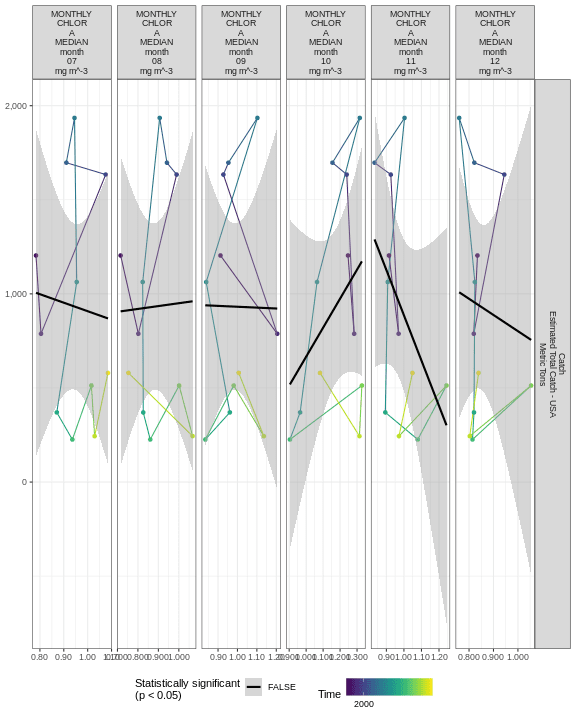 MONTHLY
CHLOR
A
MEDIAN
month
07
mg m^-3
MONTHLY
CHLOR
A
MEDIAN
month
08
mg m^-3
MONTHLY
CHLOR
A
MEDIAN
month
09
mg m^-3
MONTHLY
CHLOR
A
MEDIAN
month
10
mg m^-3
MONTHLY
CHLOR
A
MEDIAN
month
11
mg m^-3
MONTHLY
CHLOR
A
MEDIAN
month
12
mg m^-3
2,000
1,000
0
Catch
Estimated Total Catch - USA
Metric Tons
0.80 0.90 1.00
0.800 0.900 1.000
0.90 1.00 1.10
1.000 1.100 1.200 1.300
0.90 1.00 1.10 1.20
0.800 0.900 1.000
Statistically significant
(p < 0.05)
FALSE
Time
2000